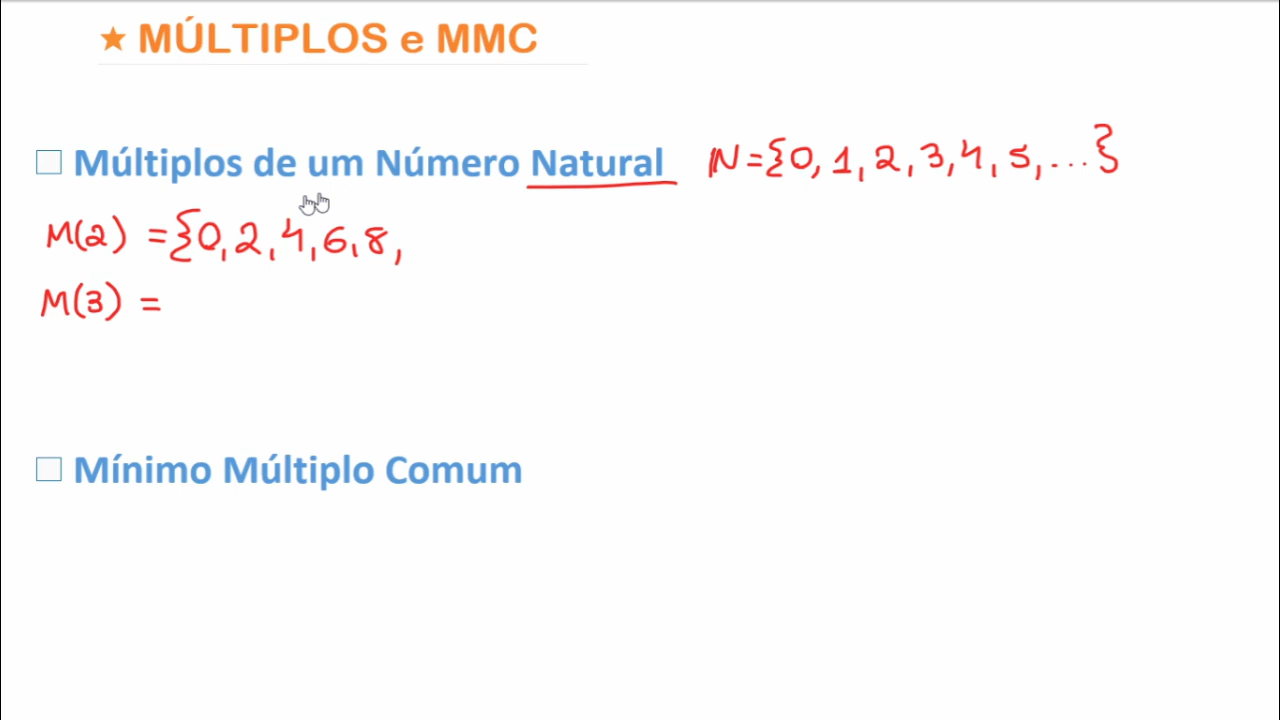 ★ MÚLTIPLOS e MMC
Múltiplos de um Número Natural N={0, 1, 2, 3, 4, 5, ...}
M(2) ={0, 2, 4, 6, 8,
M(3) =
Mínimo Múltiplo Comum